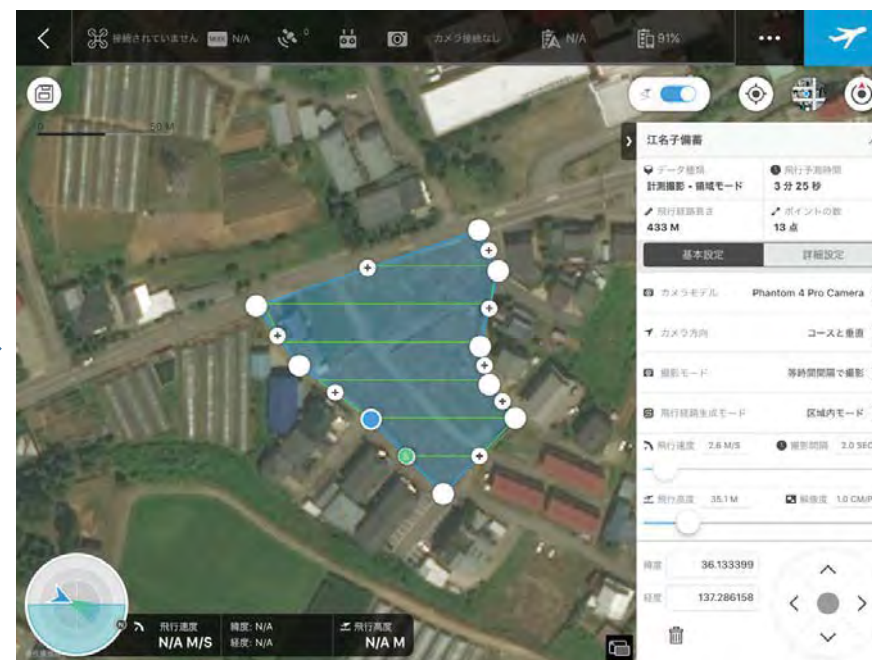 接続されていません N/A 0 カメラ接続なし N/A 91%
0 50 M
江名子備蓄
データ種類 飛行予測時間
計測撮影 - 領域モード 3 分 25 秒
飛行経路長さ ポイントの数
433 M 13 点
基本設定 詳細設定
カメラモデル Phantom 4 Pro Camera
カメラ方向 コースと垂直
撮影モード 等時間間隔で撮影
飛行経路生成モード 区域内モード
飛行速度 2.6 M/S 撮影間隔 2.0 SEC
飛行高度 35.1 M 解像度 1.0 CM/P
緯度 36.133399
経度 137.286158
S
N
飛行速度 緯度: N/A 飛行高度
N/A M/S 経度: N/A N/A M